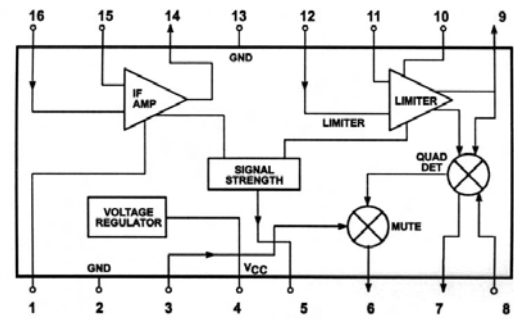 16 15 14 13 12 11 10 9
GND
IF
AMP
LIMITER
LIMITER
SIGNAL
STRENGTH
QUAD
DET
VOLTAGE
REGULATOR
MUTE
GND
VCC
1 2 3 4 5 6 7 8